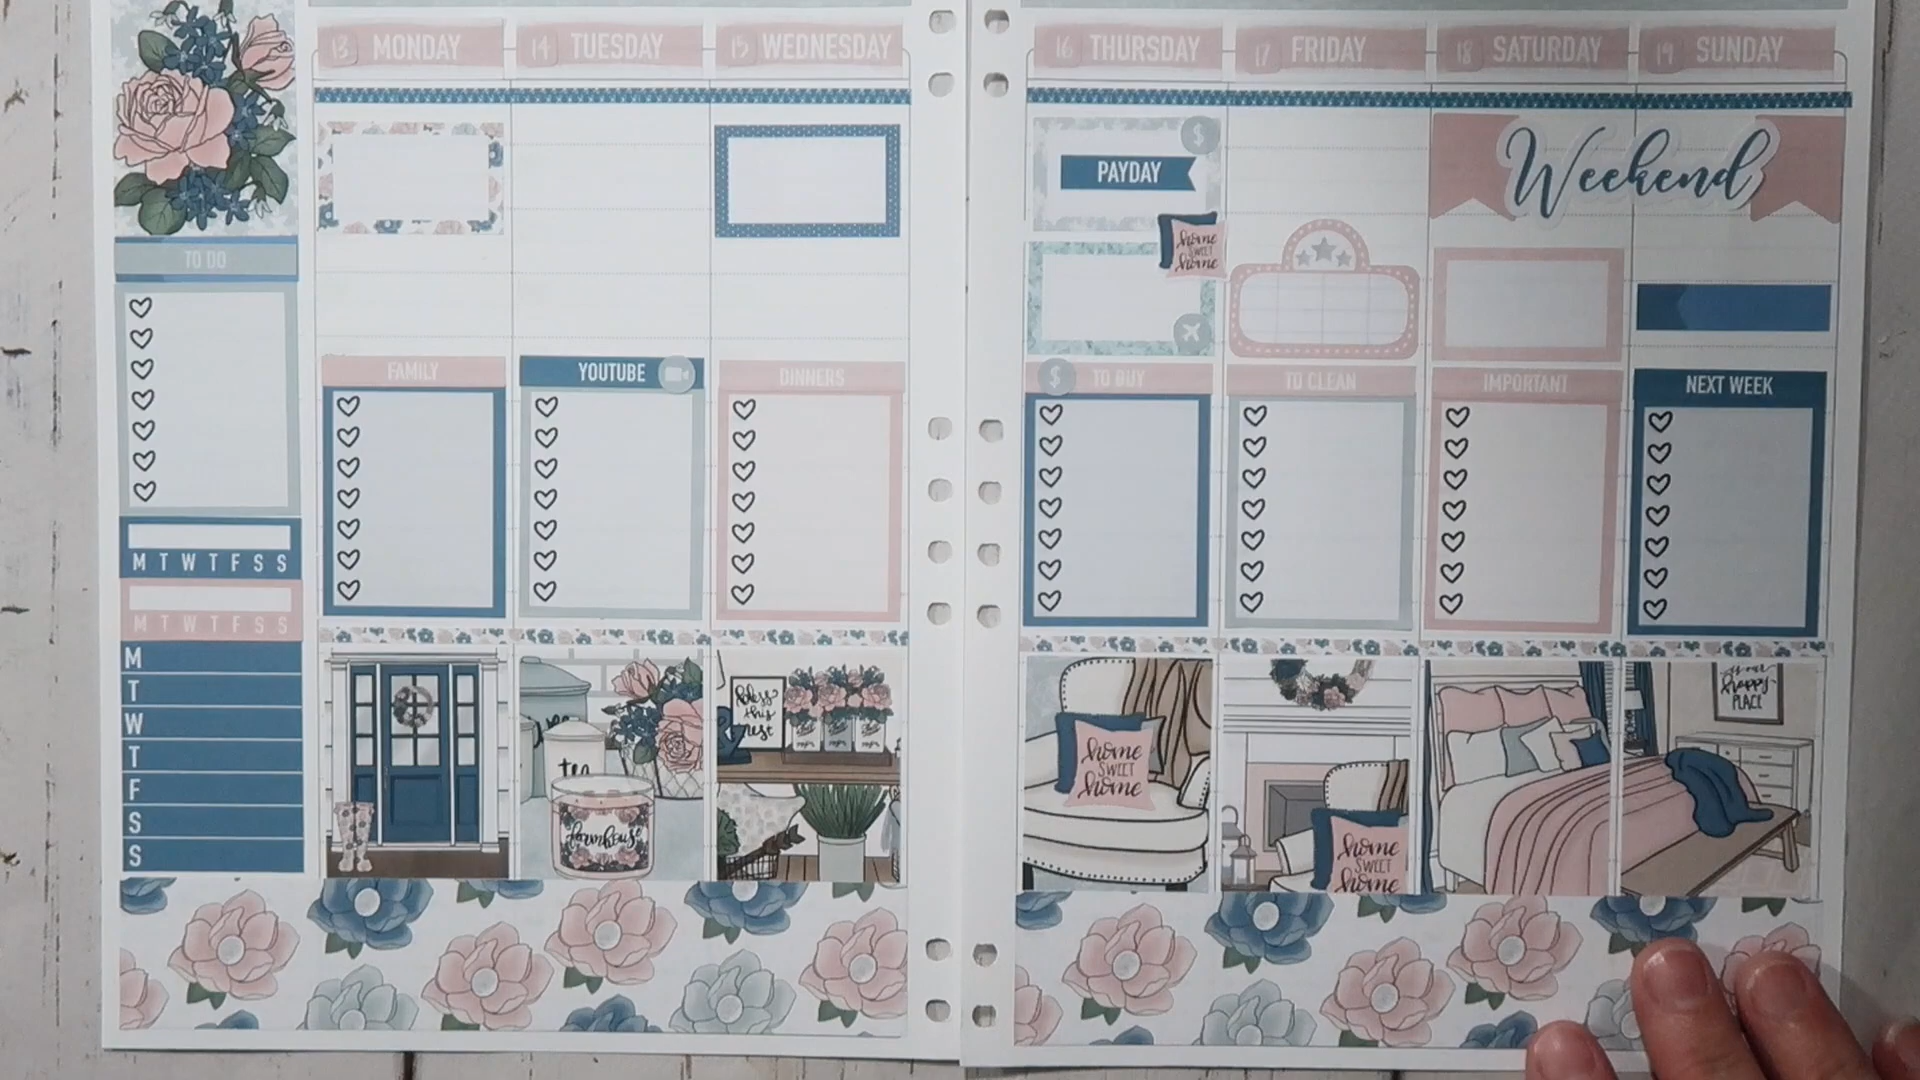 13 MONDAY 14 TUESDAY 15 WEDNESDAY
16 THURSDAY 17 FRIDAY 18 SATURDAY 19 SUNDAY
Weekend
PAYDAY
home
SWEET
home
TO DO
FAMILY YOUTUBE DINNERS
$ TO BUY TO CLEAN IMPORTANT NEXT WEEK
M T W T F S S
M T W T F S S
M
T
W
T
F
S
S
bless
this
nest
tea
farmhouse
home
SWEET
home
home
SWEET
home
happy
PLACE